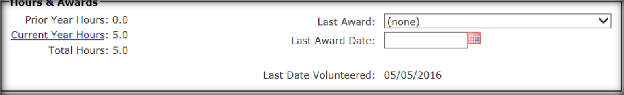 Hours & Awards
Prior Year Hours: 0.0
Current Year Hours: 5.0
Total Hours: 5.0
Last Award: (none)
Last Award Date:
Last Date Volunteered: 05/05/2016